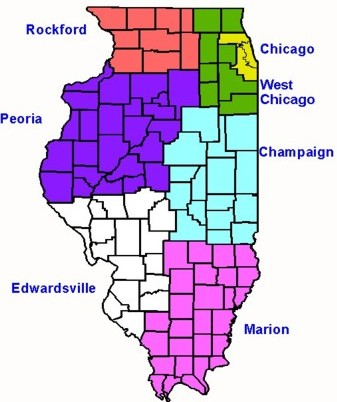 Rockford
Chicago
West
Chicago
Peoria
Champaign
Edwardsville
Marion